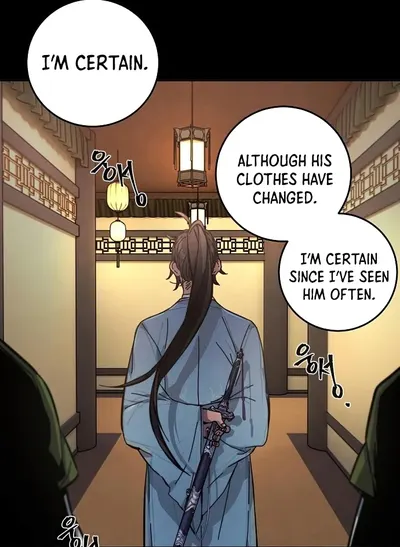 I'M CERTAIN.
ALTHOUGH HIS
CLOTHES HAVE
CHANGED.
웅성
I'M CERTAIN
SINCE I'VE SEEN
HIM OFTEN.
웅성